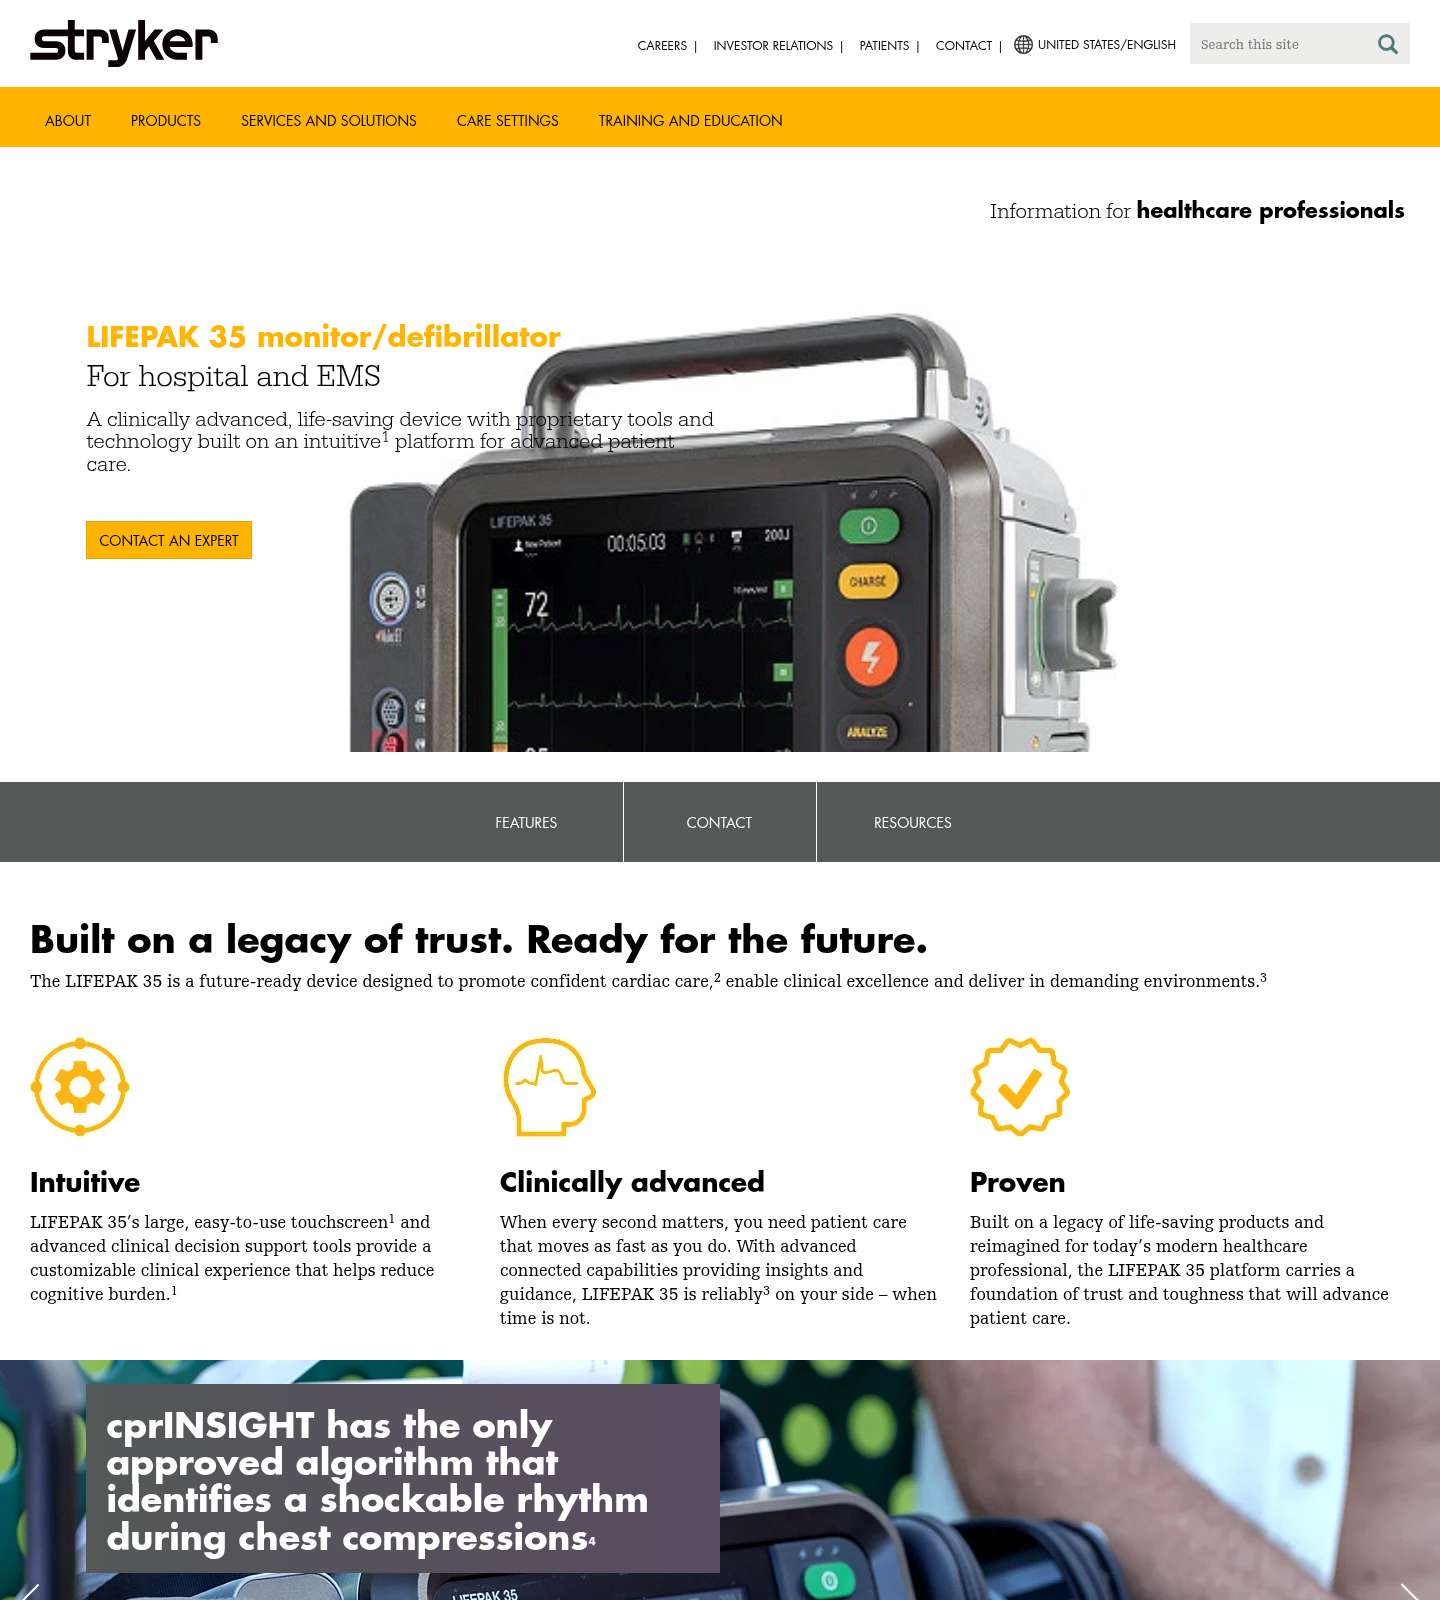 stryker
CAREERS |
INVESTOR RELATIONS |
PATIENTS |
CONTACT |
UNITED STATES/ENGLISH
Search this site
ABOUT
PRODUCTS
SERVICES AND SOLUTIONS
CARE SETTINGS
TRAINING AND EDUCATION
Information for healthcare professionals
LIFEPAK 35 monitor/defibrillator
For hospital and EMS
A clinically advanced, life-saving device with proprietary tools and
technology built on an intuitive¹ platform for advanced patient
care.
CONTACT AN EXPERT
LIFEPAK 35
New Patient
00:05:03
200J
72
CHARGE
ANALYZE
FEATURES
CONTACT
RESOURCES
Built on a legacy of trust. Ready for the future.
The LIFEPAK 35 is a future-ready device designed to promote confident cardiac care,² enable clinical excellence and deliver in demanding environments.³
Intuitive
LIFEPAK 35’s large, easy-to-use touchscreen¹ and
advanced clinical decision support tools provide a
customizable clinical experience that helps reduce
cognitive burden.¹
Clinically advanced
When every second matters, you need patient care
that moves as fast as you do. With advanced
connected capabilities providing insights and
guidance, LIFEPAK 35 is reliably³ on your side – when
time is not.
Proven
Built on a legacy of life-saving products and
reimagined for today’s modern healthcare
professional, the LIFEPAK 35 platform carries a
foundation of trust and toughness that will advance
patient care.
cprINSIGHT has the only
approved algorithm that
identifies a shockable rhythm
during chest compressions⁴
LIFEPAK 35